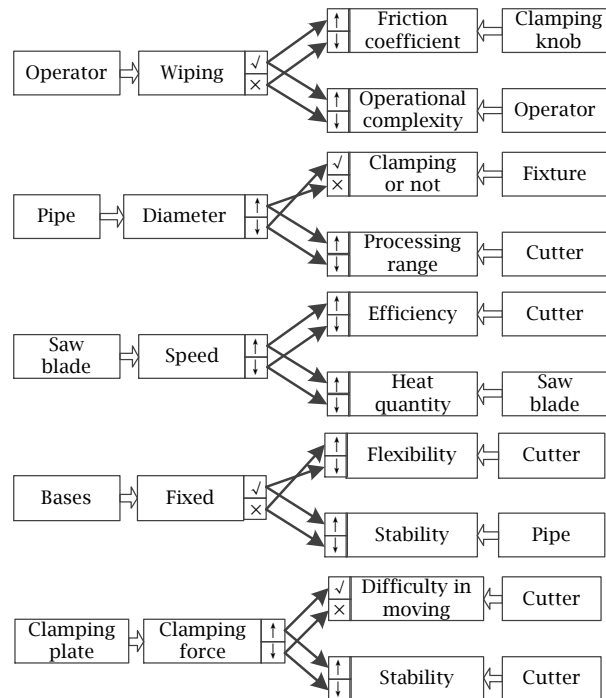 Friction
coefficient
Clamping
knob
Operator
Wiping
√
×
↑
↓
Operational
complexity
↑
↓
Operator
Clamping
or not
√
×
Fixture
Pipe
Diameter
↑
↓
Processing
range
↑
↓
Cutter
Efficiency
↑
↓
Cutter
Saw
blade
Speed
↑
↓
Heat
quantity
↑
↓
Saw
blade
Flexibility
↑
↓
Cutter
Bases
Fixed
√
×
Stability
↑
↓
Pipe
Difficulty in
moving
√
×
Cutter
Clamping
plate
Clamping
force
↑
↓
Stability
↑
↓
Cutter